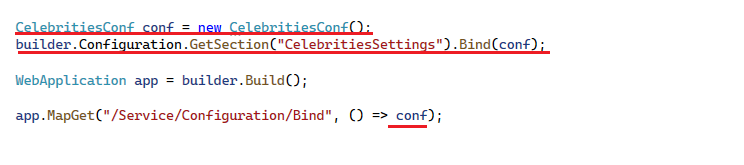 CelebritiesConf conf = new CelebritiesConf();
builder.Configuration.GetSection("CelebritiesSettings").Bind(conf);
WebApplication app = builder.Build();
app.MapGet("/Service/Configuration/Bind", () => conf);